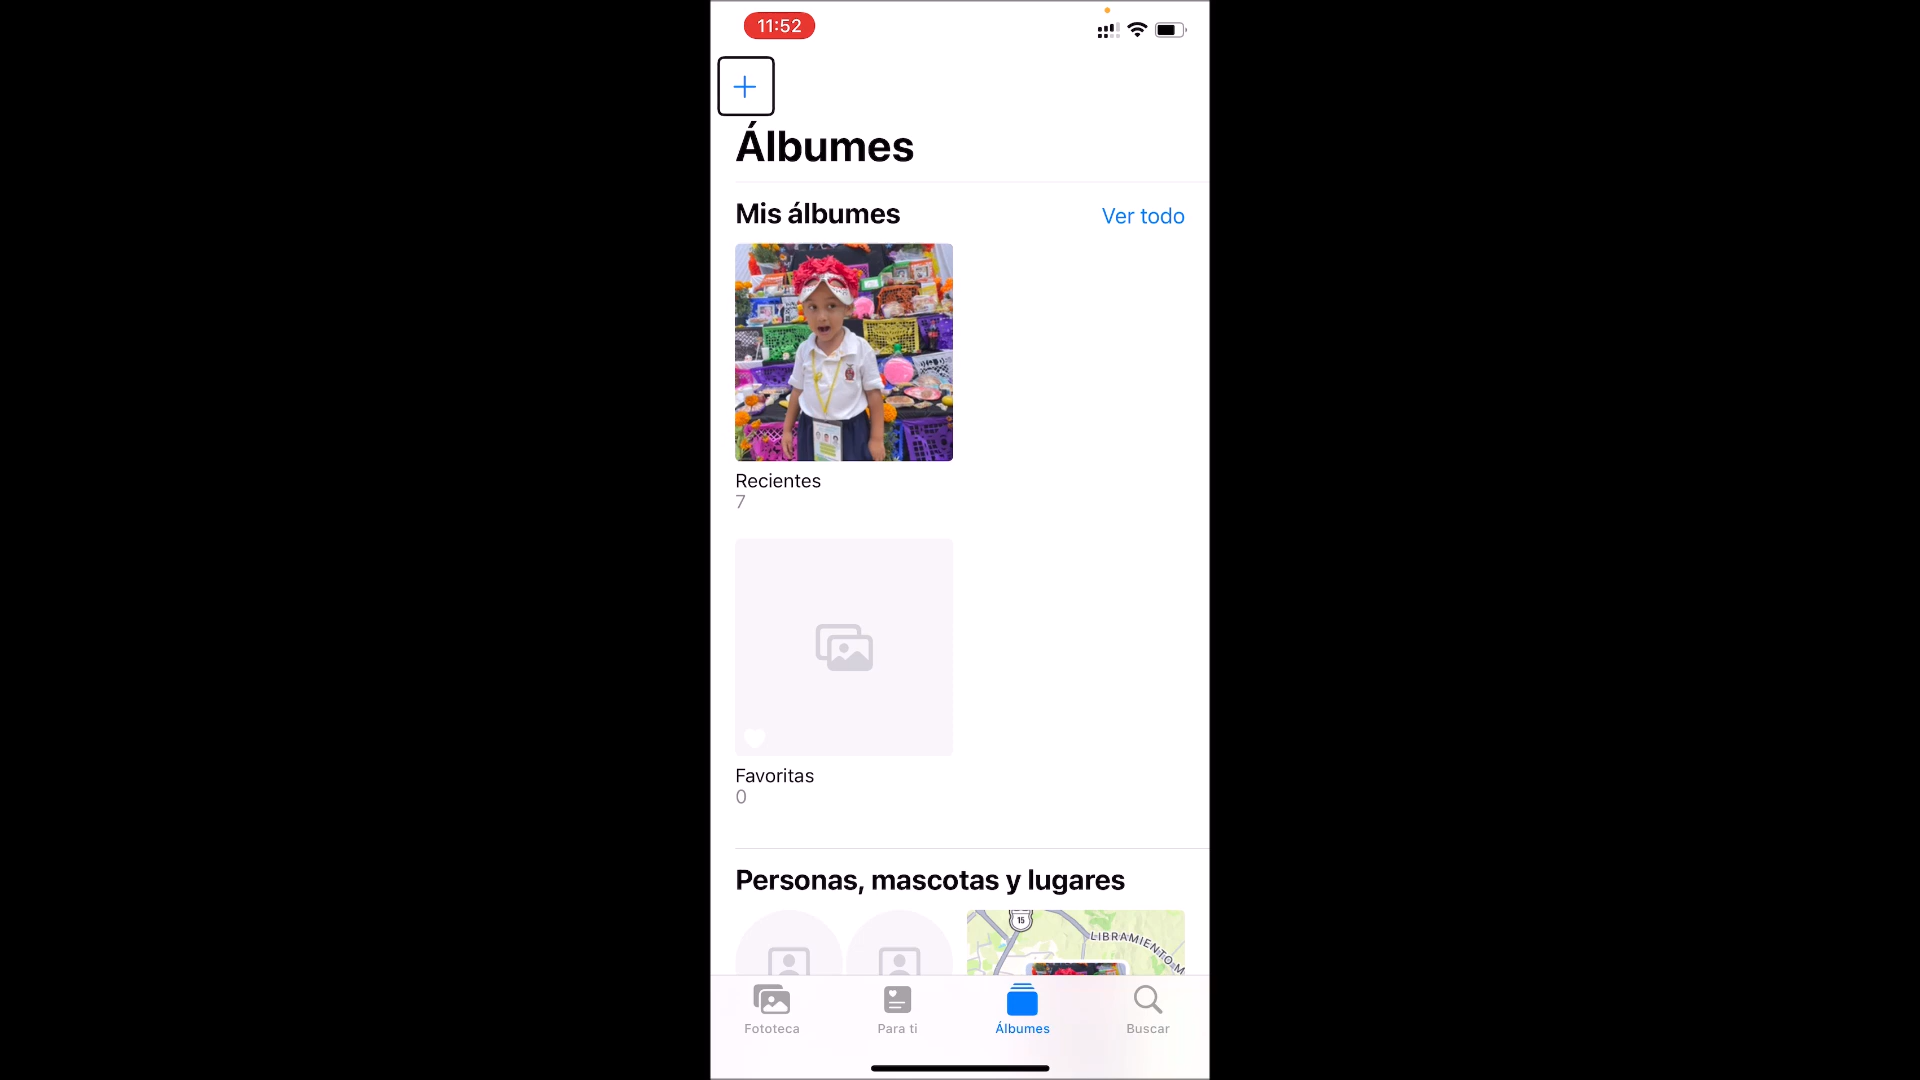 11:52
Álbumes
Mis álbumes
Ver todo
Recientes
7
Favoritas
0
Personas, mascotas y lugares
15
LIBRAMIENTO M
Fototeca
Para ti
Álbumes
Buscar